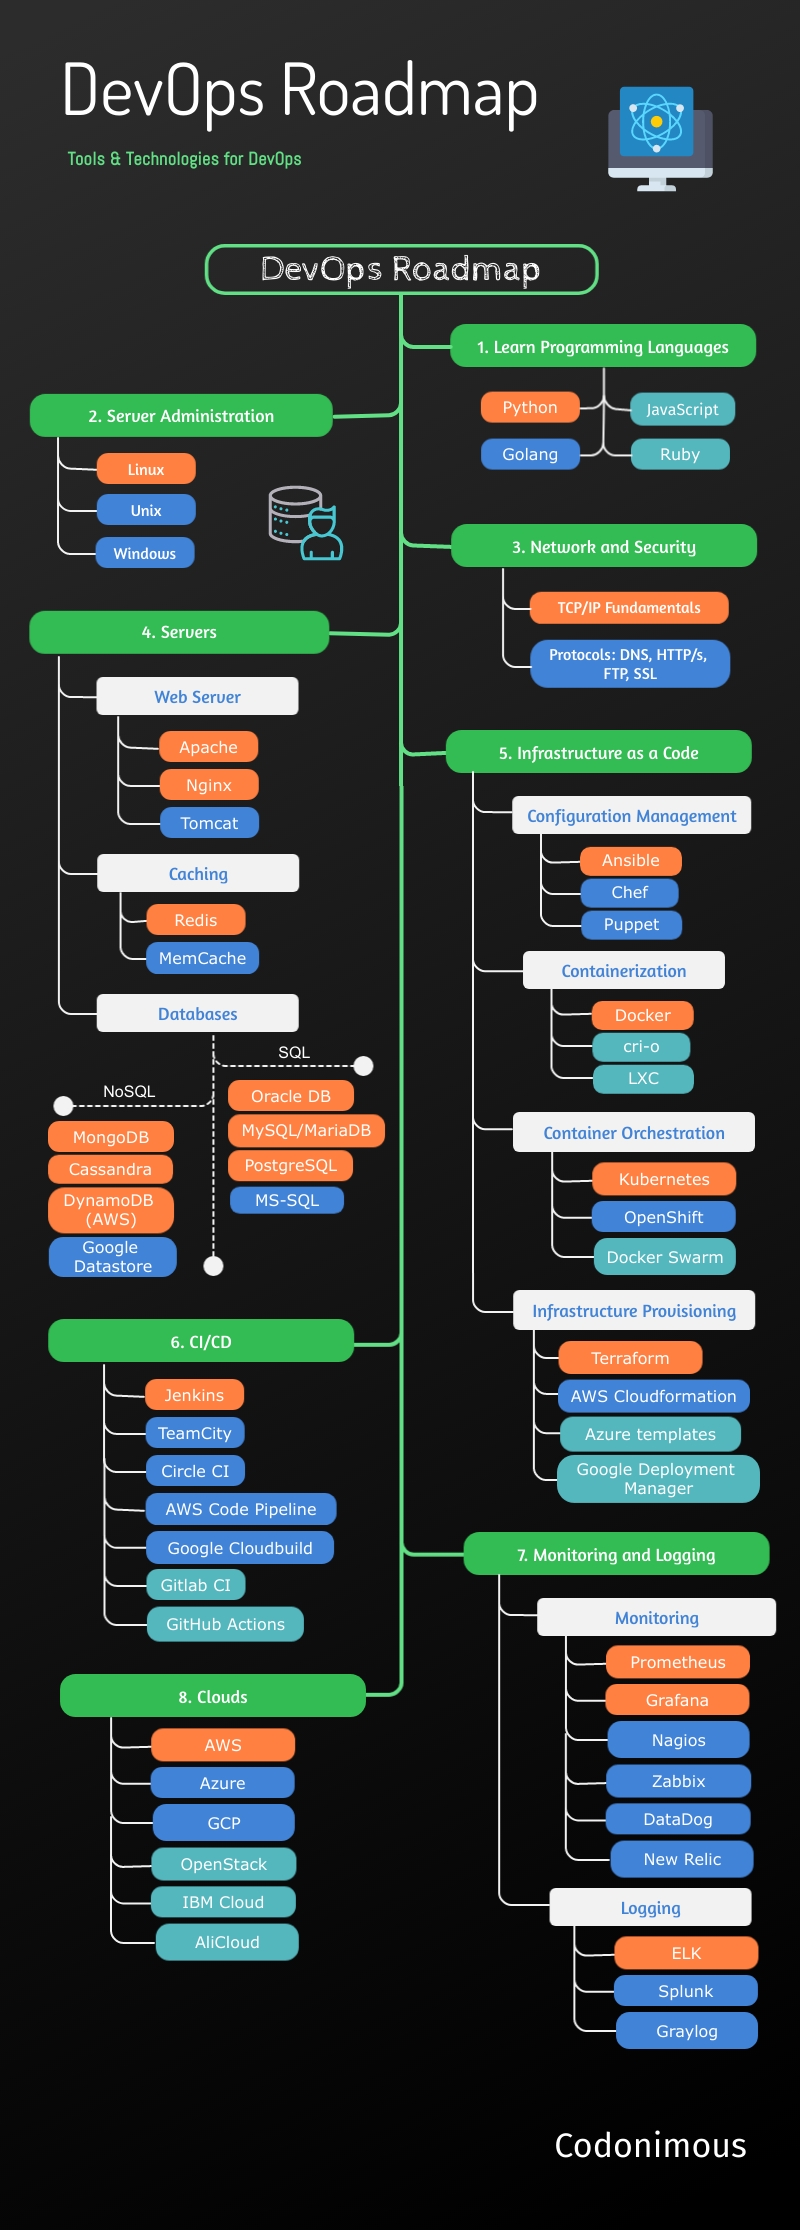 DevOps Roadmap
Tools & Technologies for DevOps
DevOps Roadmap
1. Learn Programming Languages
Python
JavaScript
Golang
Ruby
2. Server Administration
Linux
Unix
Windows
3. Network and Security
TCP/IP Fundamentals
Protocols: DNS, HTTP/s,
FTP, SSL
4. Servers
Web Server
Apache
Nginx
Tomcat
Caching
Redis
MemCache
Databases
SQL
Oracle DB
MySQL/MariaDB
PostgreSQL
MS-SQL
NoSQL
MongoDB
Cassandra
DynamoDB
(AWS)
Google
Datastore
5. Infrastructure as a Code
Configuration Management
Ansible
Chef
Puppet
Containerization
Docker
cri-o
LXC
Container Orchestration
Kubernetes
OpenShift
Docker Swarm
Infrastructure Provisioning
Terraform
AWS Cloudformation
Azure templates
Google Deployment
Manager
6. CI/CD
Jenkins
TeamCity
Circle CI
AWS Code Pipeline
Google Cloudbuild
Gitlab CI
GitHub Actions
7. Monitoring and Logging
Monitoring
Prometheus
Grafana
Nagios
Zabbix
DataDog
New Relic
Logging
ELK
Splunk
Graylog
8. Clouds
AWS
Azure
GCP
OpenStack
IBM Cloud
AliCloud
Codonimous